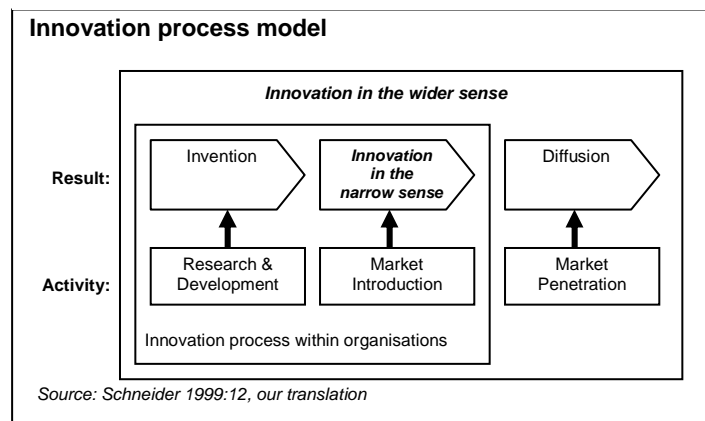 Innovation process model
Innovation in the wider sense
Result:
Invention
Innovation
in the
narrow sense
Diffusion
Activity:
Research &
Development
Market
Introduction
Market
Penetration
Innovation process within organisations
Source: Schneider 1999:12, our translation